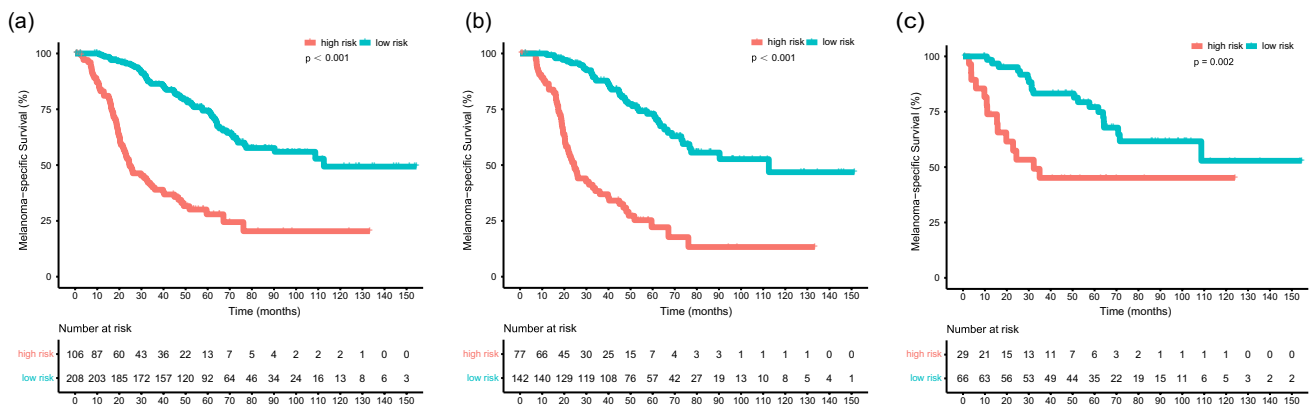 (a)
high risk low risk
p < 0.001
Melanoma-specific Survival (%)
100
75
50
25
0
0 10 20 30 40 50 60 70 80 90 100 110 120 130 140 150
Time (months)
Number at risk
high risk 106 87 60 43 36 22 13 7 5 4 2 2 2 1 0 0
low risk 208 203 185 172 157 120 92 64 46 34 24 16 13 8 6 3
0 10 20 30 40 50 60 70 80 90 100 110 120 130 140 150
(b)
high risk low risk
p < 0.001
Melanoma-specific Survival (%)
100
75
50
25
0
0 10 20 30 40 50 60 70 80 90 100 110 120 130 140 150
Time (months)
Number at risk
high risk 77 66 45 30 25 15 7 4 3 3 1 1 1 1 0 0
low risk 142 140 129 119 108 76 57 42 27 19 13 10 8 5 4 1
0 10 20 30 40 50 60 70 80 90 100 110 120 130 140 150
(c)
high risk low risk
p = 0.002
Melanoma-specific Survival (%)
100
75
50
25
0
0 10 20 30 40 50 60 70 80 90 100 110 120 130 140 150
Time (months)
Number at risk
high risk 29 21 15 13 11 7 6 3 2 1 1 1 1 0 0 0
low risk 66 63 56 53 49 44 35 22 19 15 11 6 5 3 2 2
0 10 20 30 40 50 60 70 80 90 100 110 120 130 140 150